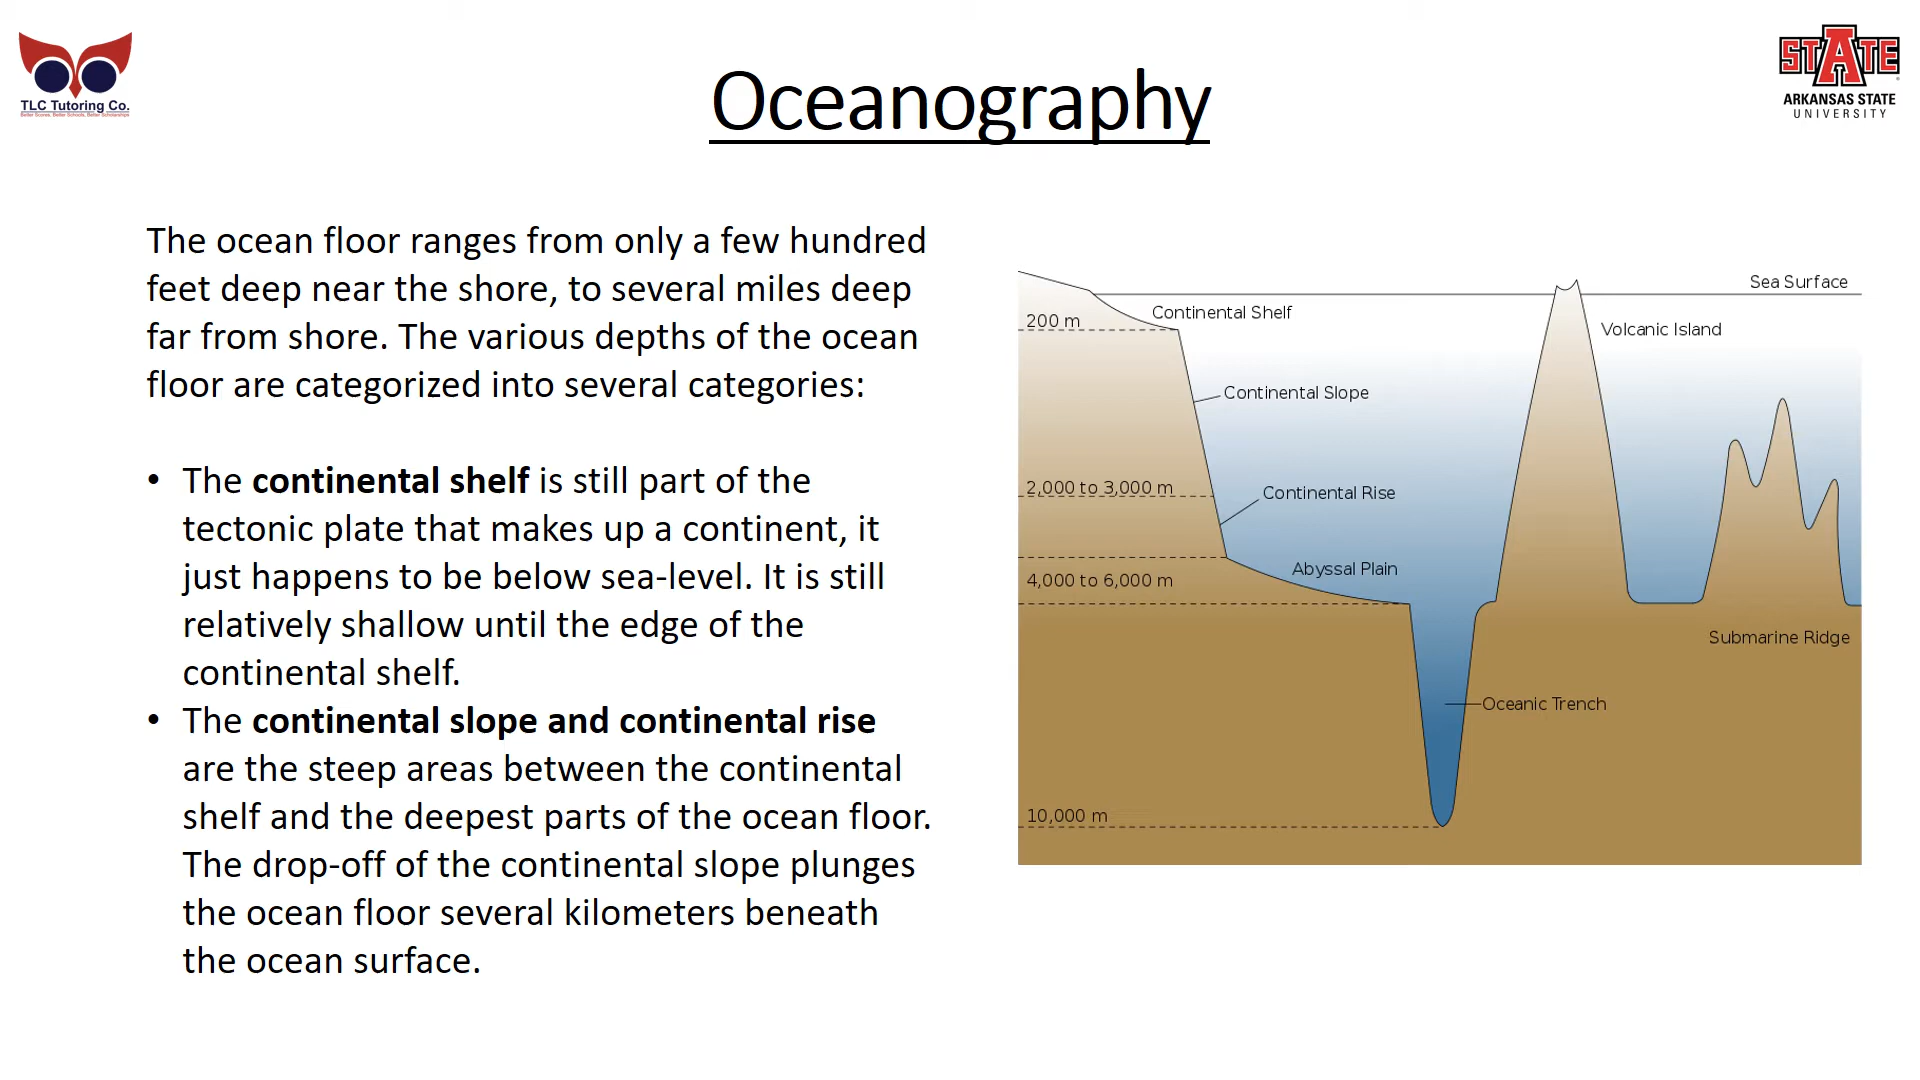 TLC Tutoring Co.
Better Scores, Better Schools, Better Scholarships
STATE
ARKANSAS STATE
UNIVERSITY
Oceanography
The ocean floor ranges from only a few hundred
feet deep near the shore, to several miles deep
far from shore. The various depths of the ocean
floor are categorized into several categories:
• The continental shelf is still part of the
tectonic plate that makes up a continent, it
just happens to be below sea-level. It is still
relatively shallow until the edge of the
continental shelf.
• The continental slope and continental rise
are the steep areas between the continental
shelf and the deepest parts of the ocean floor.
The drop-off of the continental slope plunges
the ocean floor several kilometers beneath
the ocean surface.
Sea Surface
Continental Shelf
200 m
Volcanic Island
Continental Slope
2,000 to 3,000 m
Continental Rise
Abyssal Plain
4,000 to 6,000 m
Submarine Ridge
Oceanic Trench
10,000 m